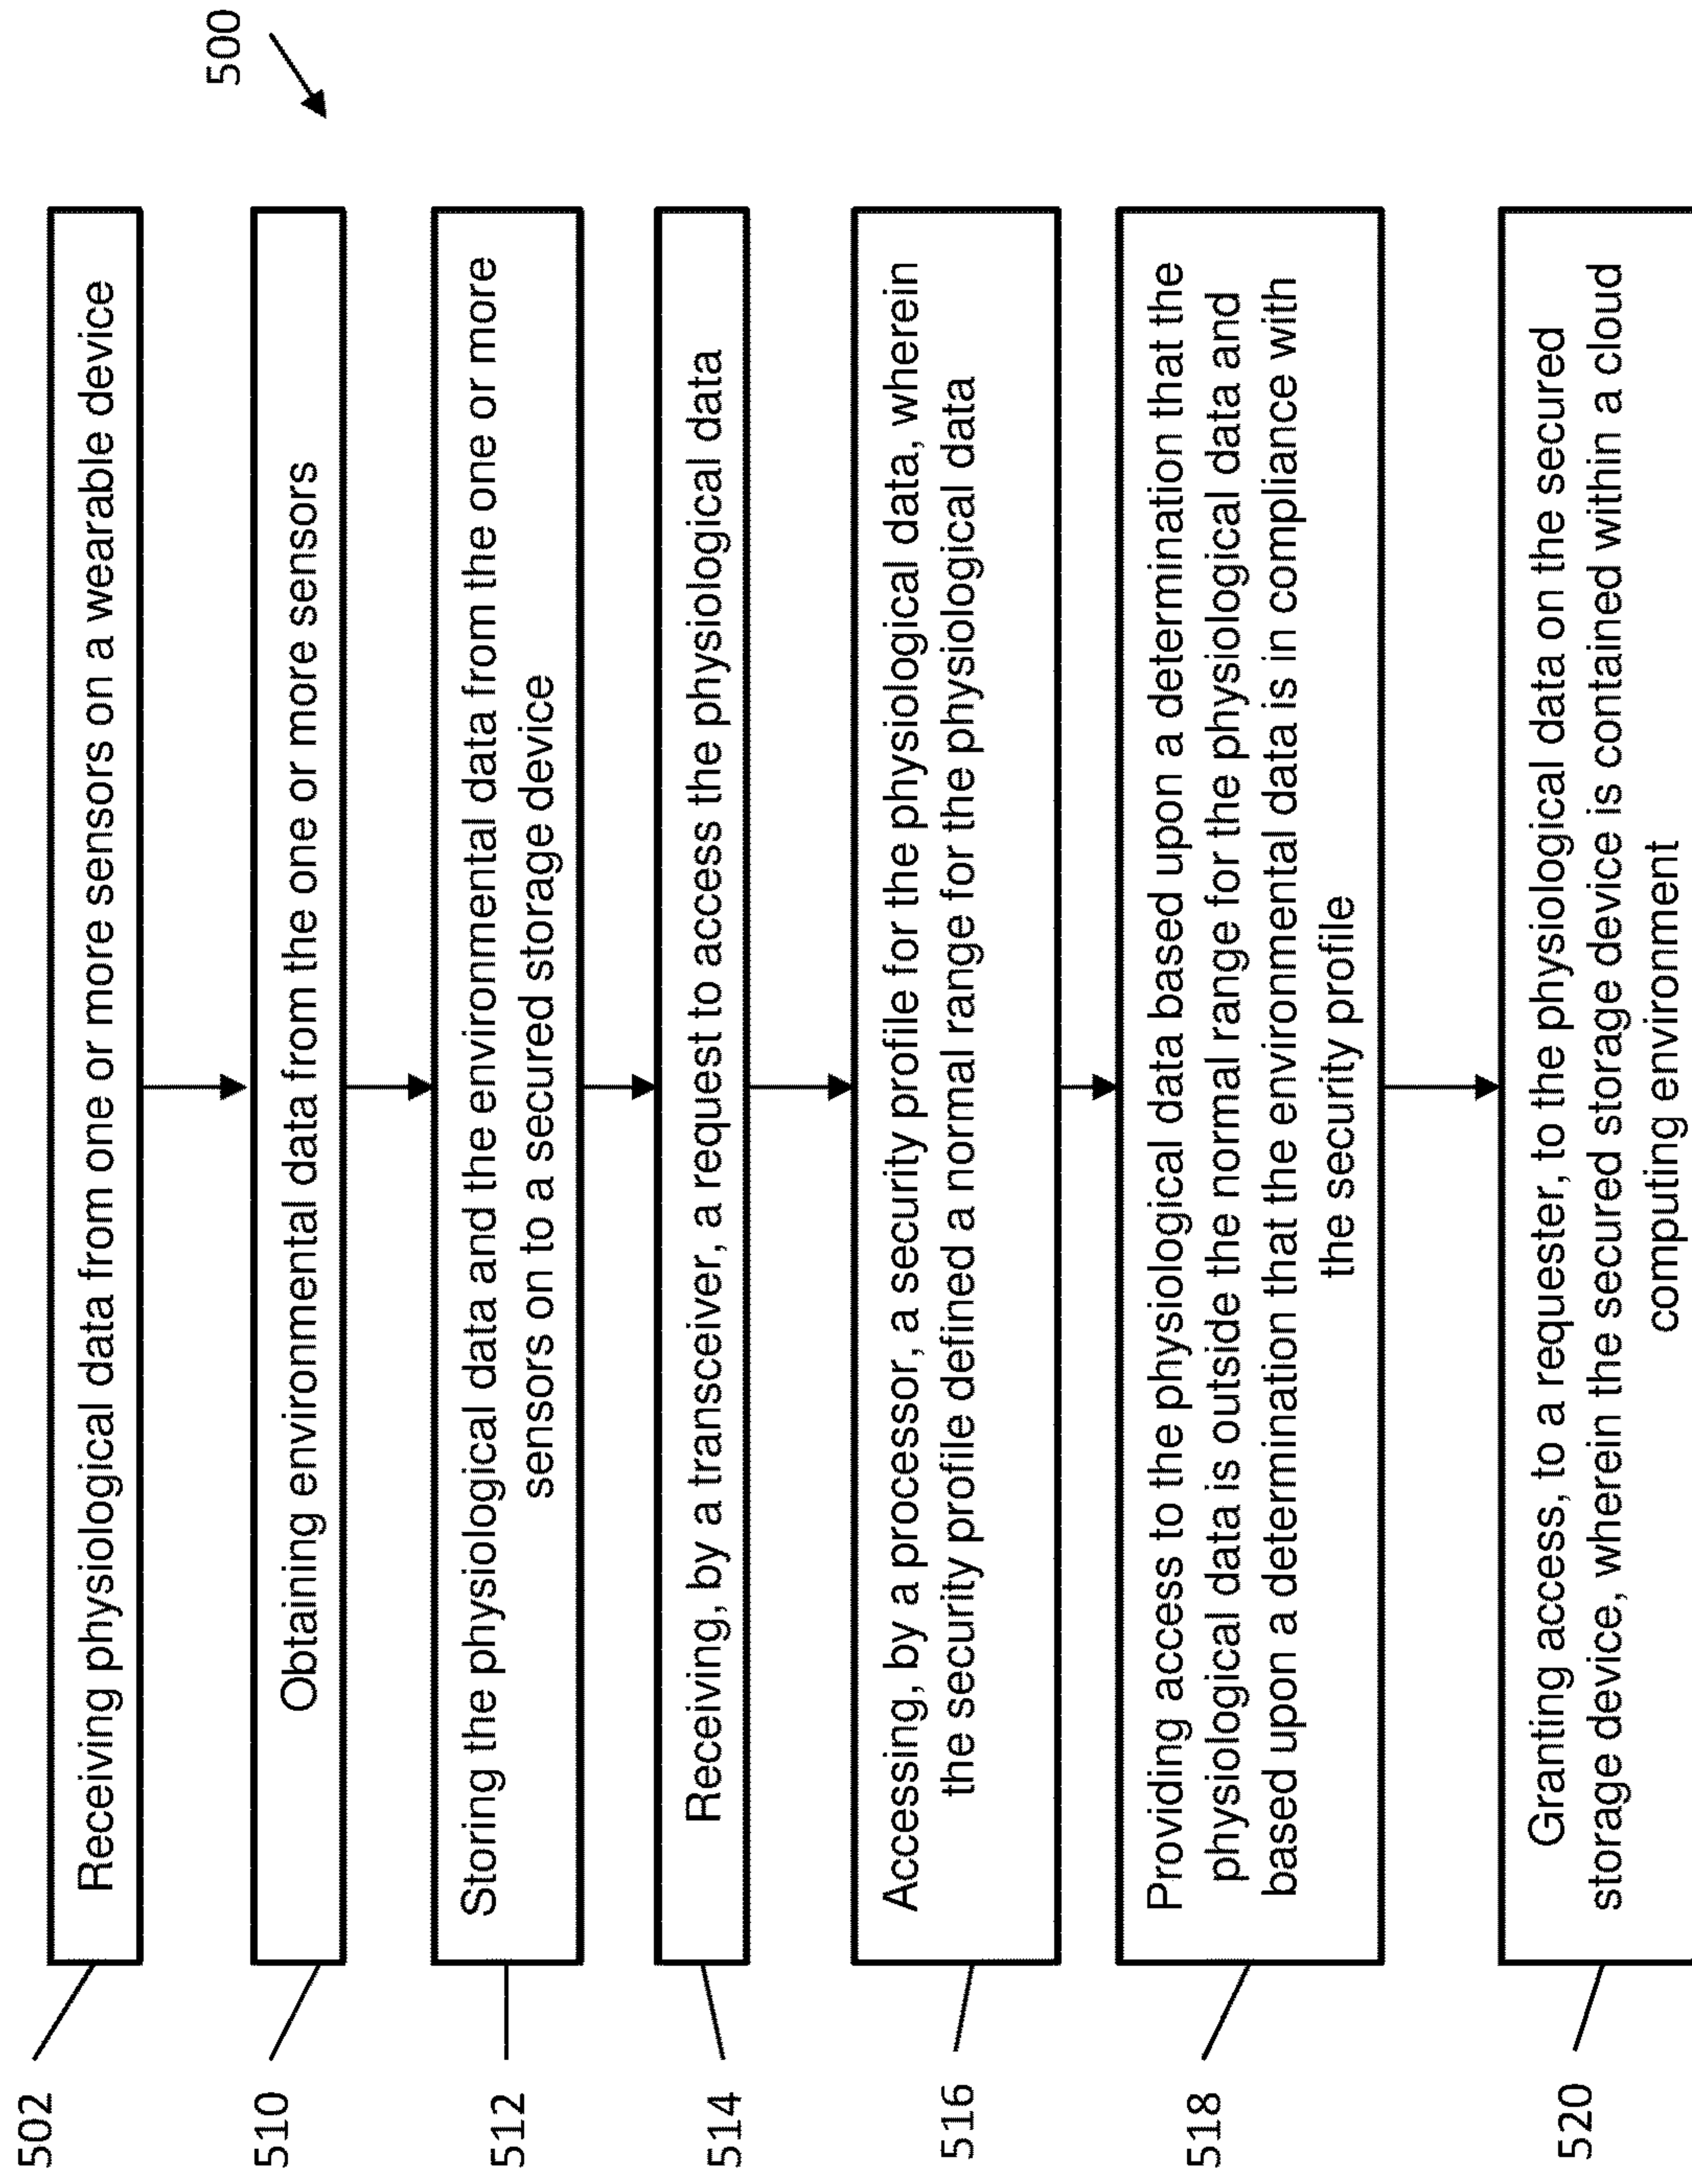 500
502
Receiving physiological data from one or more sensors on a wearable device
510
Obtaining environmental data from the one or more sensors
512
Storing the physiological data and the environmental data from the one or more
sensors on to a secured storage device
514
Receiving, by a transceiver, a request to access the physiological data
516
Accessing, by a processor, a security profile for the physiological data, wherein
the security profile defined a normal range for the physiological data
518
Providing access to the physiological data based upon a determination that the
physiological data is outside the normal range for the physiological data and
based upon a determination that the environmental data is in compliance with
the security profile
520
Granting access, to a requester, to the physiological data on the secured
storage device, wherein the secured storage device is contained within a cloud
computing environment